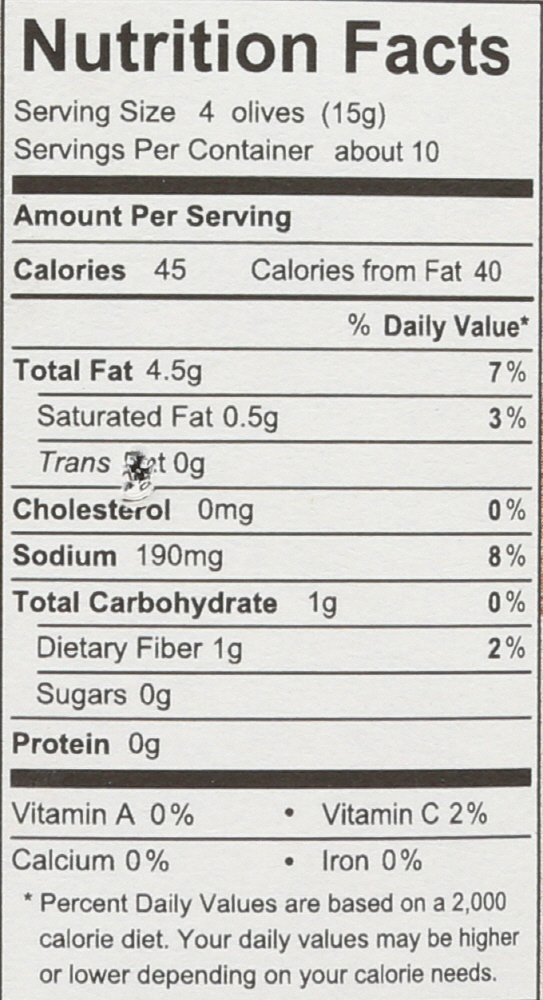 Nutrition Facts
Serving Size 4 olives (15g)
Servings Per Container about 10
Amount Per Serving
Calories 45 Calories from Fat 40
% Daily Value*
Total Fat 4.5g 7%
Saturated Fat 0.5g 3%
Trans 0g
Cholesterol 0mg 0%
Sodium 190mg 8%
Total Carbohydrate 1g 0%
Dietary Fiber 1g 2%
Sugars 0g
Protein 0g
Vitamin A 0% • Vitamin C 2%
Calcium 0% • Iron 0%
* Percent Daily Values are based on a 2,000
calorie diet. Your daily values may be higher
or lower depending on your calorie needs.